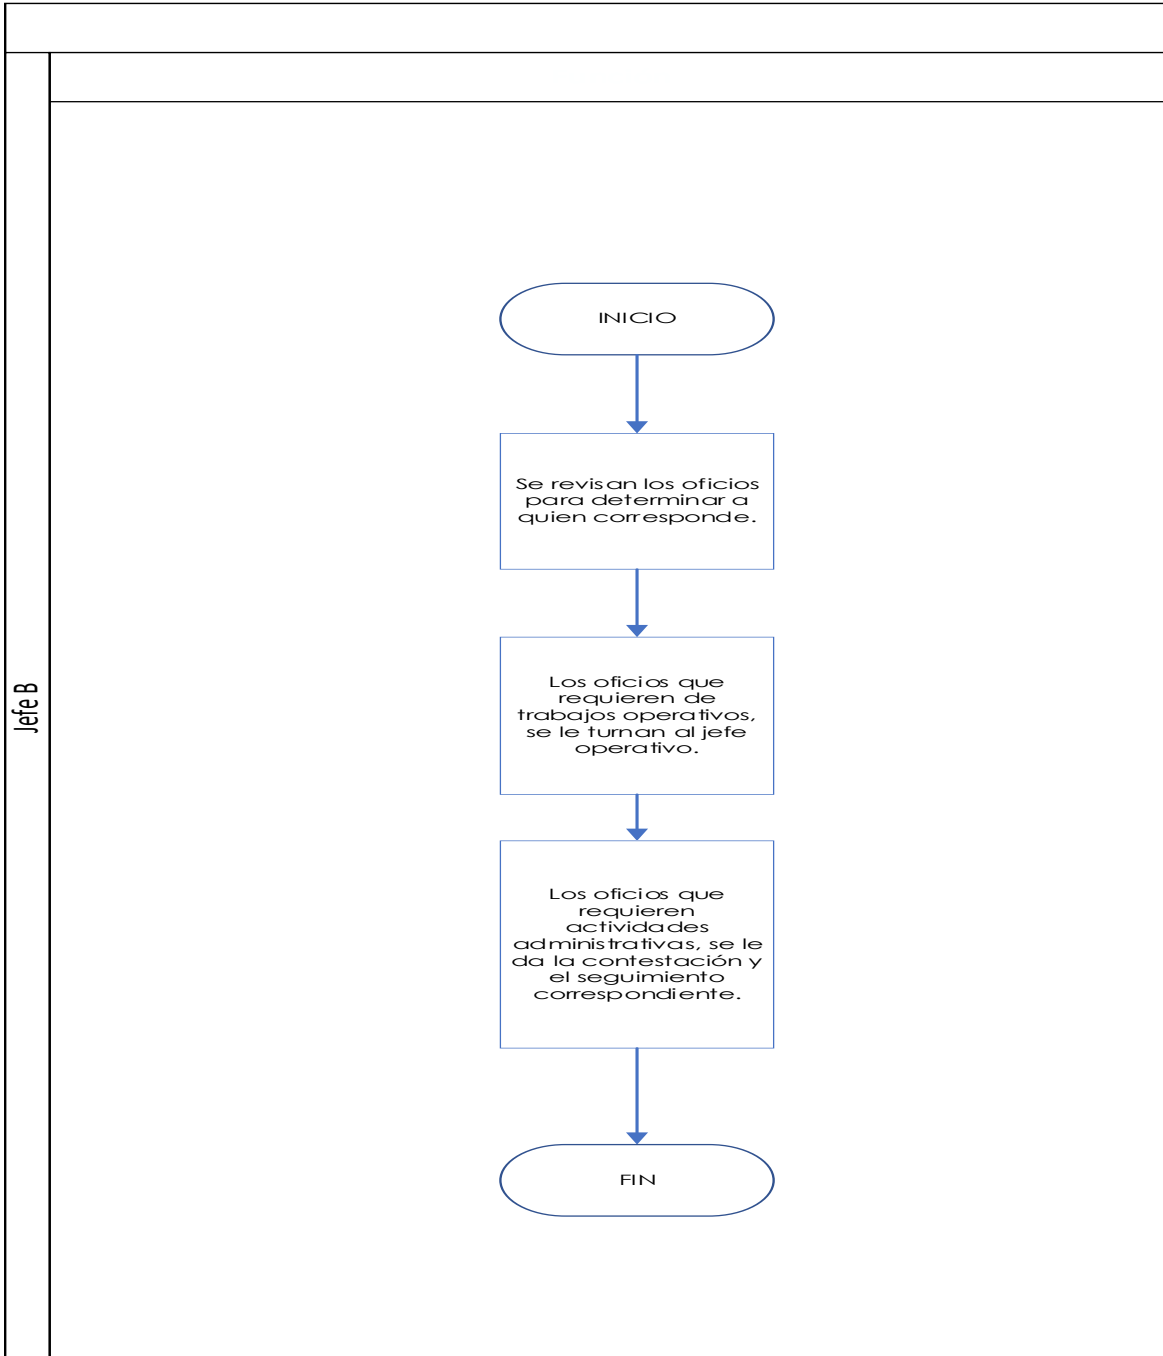 Jefe B
INICIO
Se revisan los oficios
para determinar a
quien corresponde.
Los oficios que
requieren de
trabajos operativos,
se le turnan al jefe
operativo.
Los oficios que
requieren
actividades
administrativas, se le
da la contestación y
el seguimiento
correspondiente.
FIN